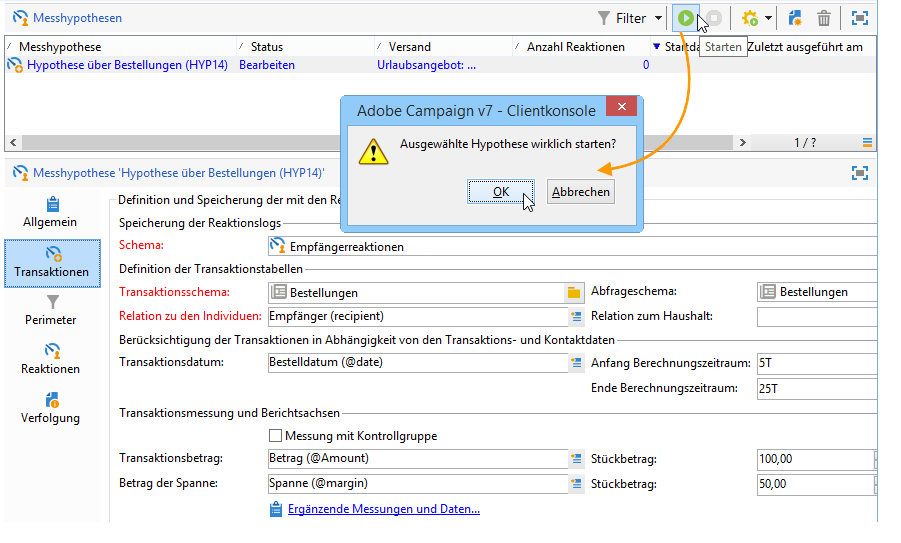 Messhypothesen
Filter
Messhypothese Status Versand Anzahl Reaktionen Startda Starten Zuletzt ausgeführt am
Hypothese über Bestellungen (HYP14) Bearbeiten Urlaubsangebot: ... 0
Adobe Campaign v7 - Clientkonsole
Ausgewählte Hypothese wirklich starten?
1 / ?
OK Abbrechen
Messhypothese 'Hypothese über Bestellungen (HYP14)'
Allgemein
Transaktionen
Perimeter
Reaktionen
Verfolgung
Definition und Speicherung der mit den Re
Speicherung der Reaktionslogs
Schema: Empfängerreaktionen
Definition der Transaktionstabellen
Transaktionsschema: Bestellungen Abfrageschema: Bestellungen
Relation zu den Individuen: Empfänger (recipient) Relation zum Haushalt:
Berücksichtigung der Transaktionen in Abhängigkeit von den Transaktions- und Kontaktdaten
Transaktionsdatum: Bestelldatum (@date) Anfang Berechnungszeitraum: 5T
Ende Berechnungszeitraum: 25T
Transaktionsmessung und Berichtsachsen
Messung mit Kontrollgruppe
Transaktionsbetrag: Betrag (@Amount) Stückbetrag: 100,00
Betrag der Spanne: Spanne (@margin) Stückbetrag: 50,00
Ergänzende Messungen und Daten...